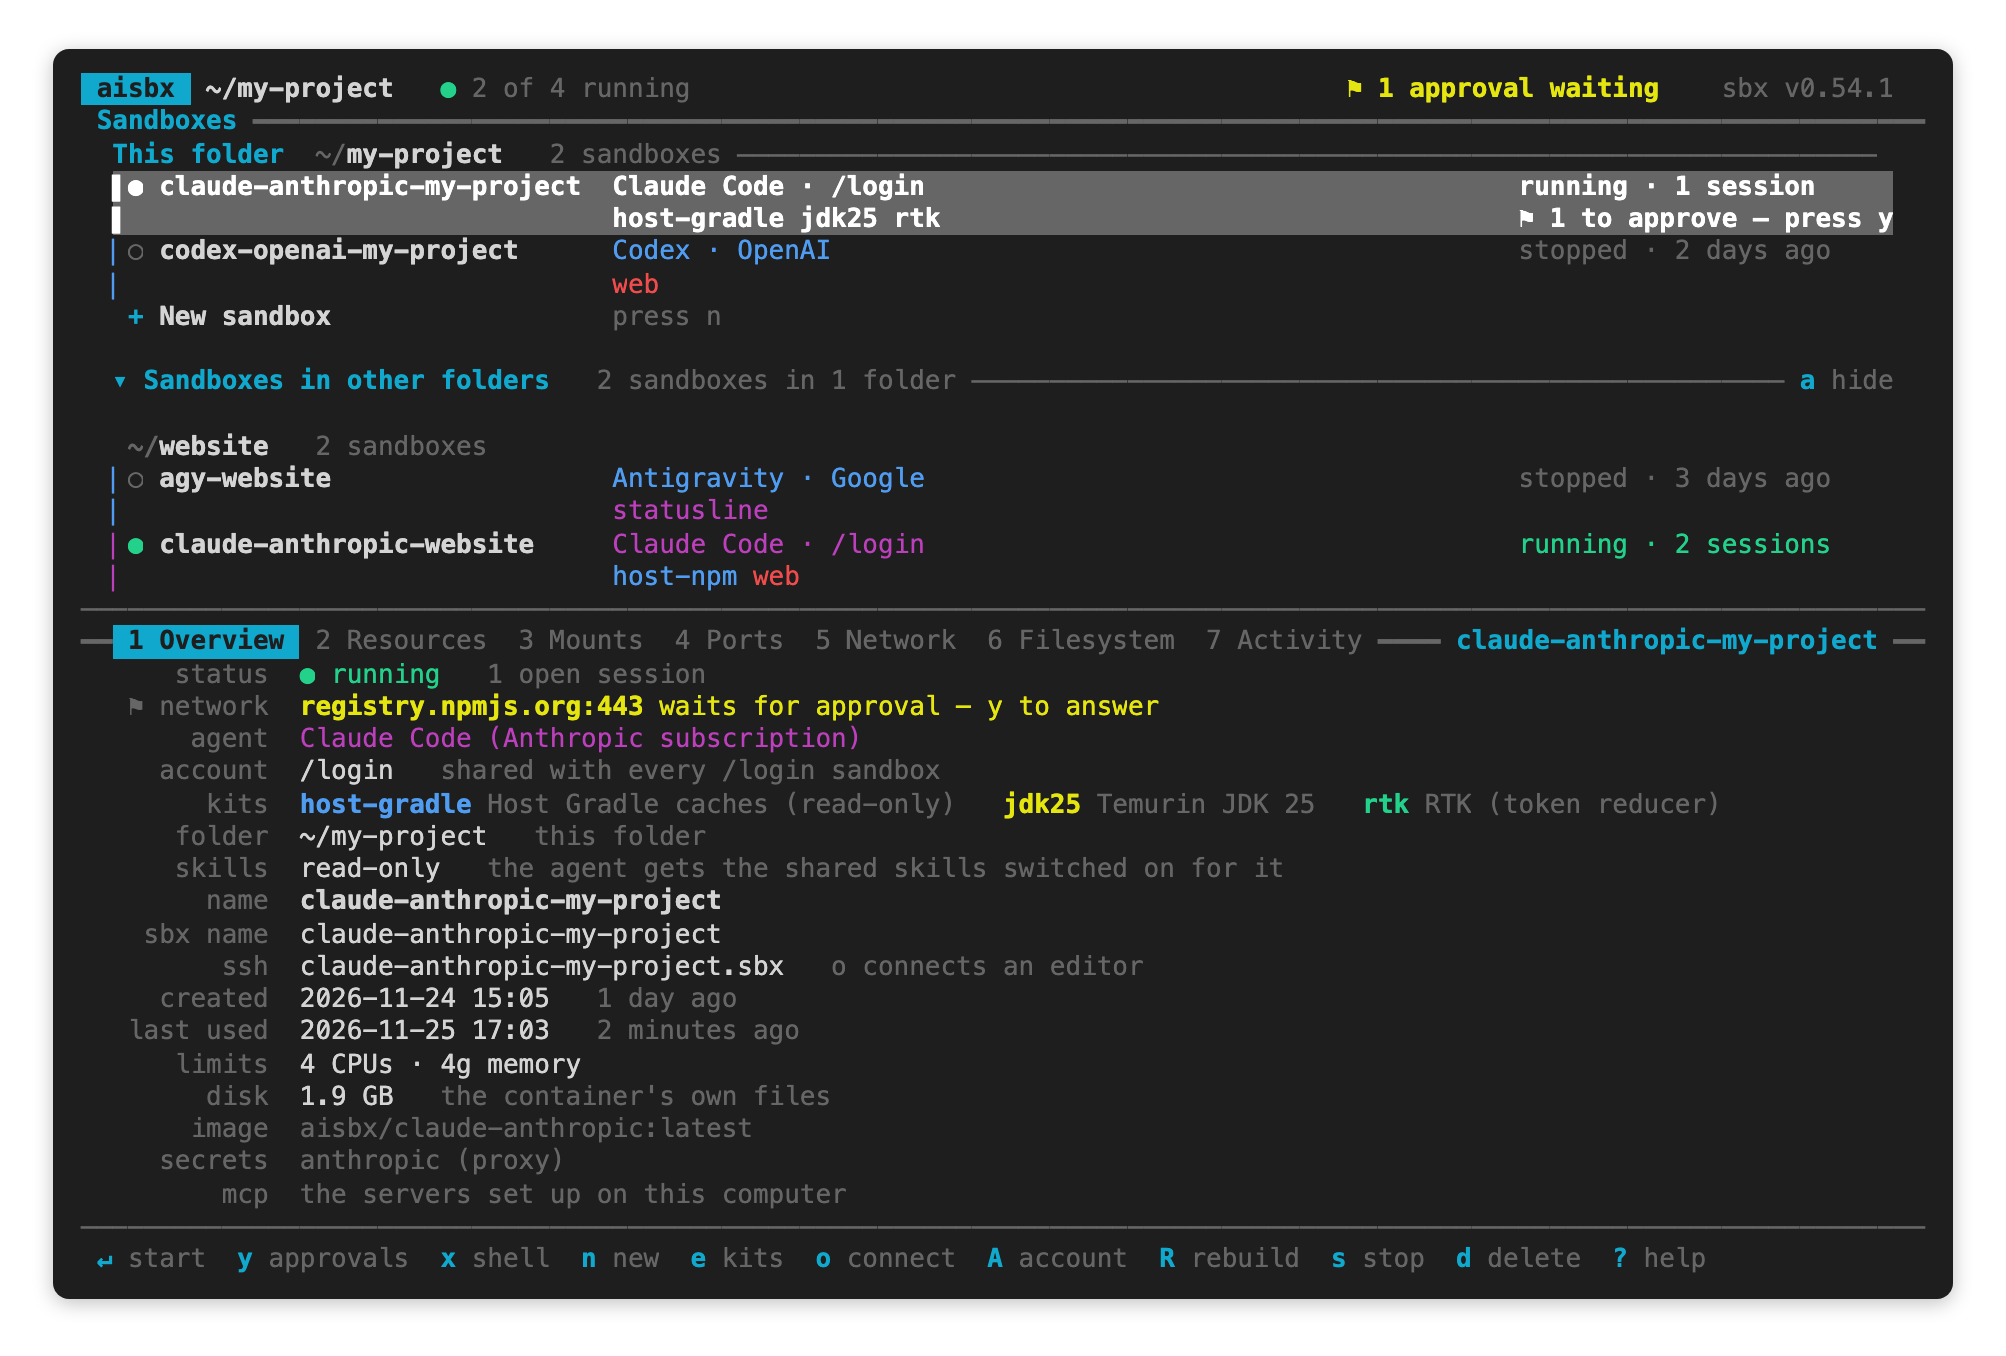 aisbx ~/my-project ● 2 of 4 running ⚑ 1 approval waiting sbx v0.54.1
Sandboxes
This folder ~/my-project 2 sandboxes
● claude-anthropic-my-project Claude Code · /login running · 1 session
host-gradle jdk25 rtk ⚑ 1 to approve — press y
○ codex-openai-my-project Codex · OpenAI stopped · 2 days ago
web
+ New sandbox press n
▾ Sandboxes in other folders 2 sandboxes in 1 folder a hide
~/website 2 sandboxes
○ agy-website Antigravity · Google stopped · 3 days ago
statusline
● claude-anthropic-website Claude Code · /login running · 2 sessions
host-npm web
1 Overview 2 Resources 3 Mounts 4 Ports 5 Network 6 Filesystem 7 Activity claude-anthropic-my-project
status ● running 1 open session
⚑ network registry.npmjs.org:443 waits for approval — y to answer
agent Claude Code (Anthropic subscription)
account /login shared with every /login sandbox
kits host-gradle Host Gradle caches (read-only) jdk25 Temurin JDK 25 rtk RTK (token reducer)
folder ~/my-project this folder
skills read-only the agent gets the shared skills switched on for it
name claude-anthropic-my-project
sbx name claude-anthropic-my-project
ssh claude-anthropic-my-project.sbx o connects an editor
created 2026-11-24 15:05 1 day ago
last used 2026-11-25 17:03 2 minutes ago
limits 4 CPUs · 4g memory
disk 1.9 GB the container's own files
image aisbx/claude-anthropic:latest
secrets anthropic (proxy)
mcp the servers set up on this computer
↵ start y approvals x shell n new e kits o connect A account R rebuild s stop d delete ? help